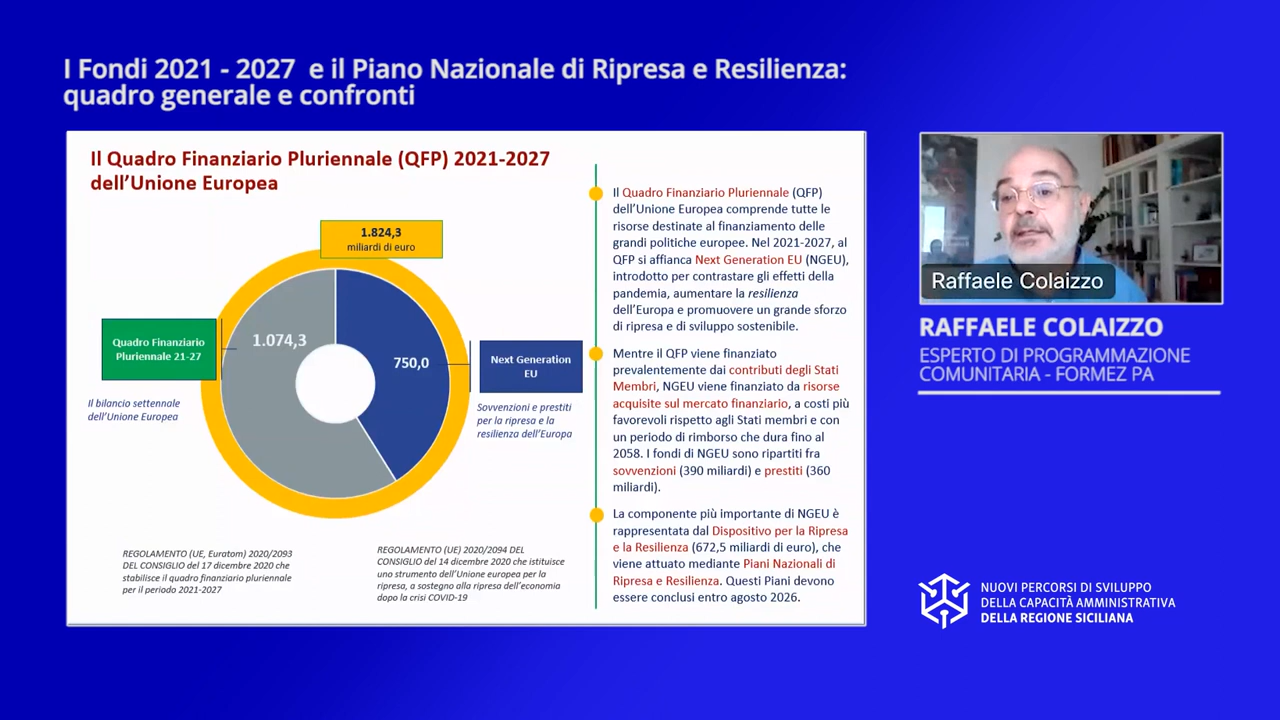 I Fondi 2021 - 2027 e il Piano Nazionale di Ripresa e Resilienza:
quadro generale e confronti
Il Quadro Finanziario Pluriennale (QFP) 2021-2027
dell'Unione Europea
1.824,3
miliardi di euro
Quadro Finanziario
Pluriennale 21-27
1.074,3
750,0
Next Generation
EU
Il bilancio settennale
dell'Unione Europea
Sovvenzioni e prestiti
per la ripresa e la
resilienza dell'Europa
REGOLAMENTO (UE, Euratom) 2020/2093
DEL CONSIGLIO del 17 dicembre 2020 che
stabilisce il quadro finanziario pluriennale
per il periodo 2021-2027
REGOLAMENTO (UE) 2020/2094 DEL
CONSIGLIO del 14 dicembre 2020 che istituisce
uno strumento dell'Unione europea per la
ripresa, a sostegno alla ripresa dell'economia
dopo la crisi COVID-19
Il Quadro Finanziario Pluriennale (QFP)
dell'Unione Europea comprende tutte le
risorse destinate al finanziamento delle
grandi politiche europee. Nel 2021-2027, al
QFP si affianca Next Generation EU (NGEU),
introdotto per contrastare gli effetti della
pandemia, aumentare la resilienza
dell'Europa e promuovere un grande sforzo
di ripresa e di sviluppo sostenibile.
Mentre il QFP viene finanziato
prevalentemente dai contributi degli Stati
Membri, NGEU viene finanziato da risorse
acquisite sul mercato finanziario, a costi più
favorevoli rispetto agli Stati membri e con
un periodo di rimborso che dura fino al
2058. I fondi di NGEU sono ripartiti fra
sovvenzioni (390 miliardi) e prestiti (360
miliardi).
La componente più importante di NGEU è
rappresentata dal Dispositivo per la Ripresa
e la Resilienza (672,5 miliardi di euro), che
viene attuato mediante Piani Nazionali di
Ripresa e Resilienza. Questi Piani devono
essere conclusi entro agosto 2026.
Raffaele Colaizzo
RAFFAELE COLAIZZO
ESPERTO DI PROGRAMMAZIONE
COMUNITARIA - FORMEZ PA
NUOVI PERCORSI DI SVILUPPO
DELLA CAPACITÀ AMMINISTRATIVA
DELLA REGIONE SICILIANA